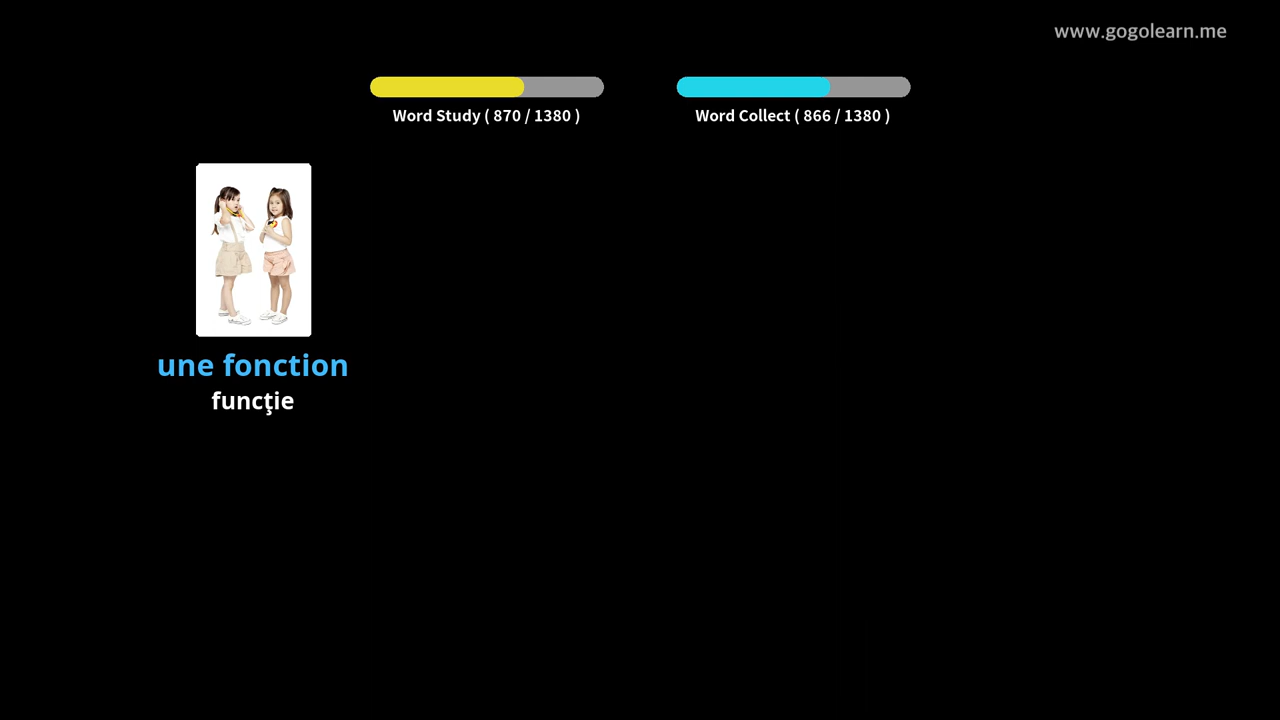 www.gogolearn.me
Word Study ( 870 / 1380 )
Word Collect ( 866 / 1380 )
une fonction
funcţie